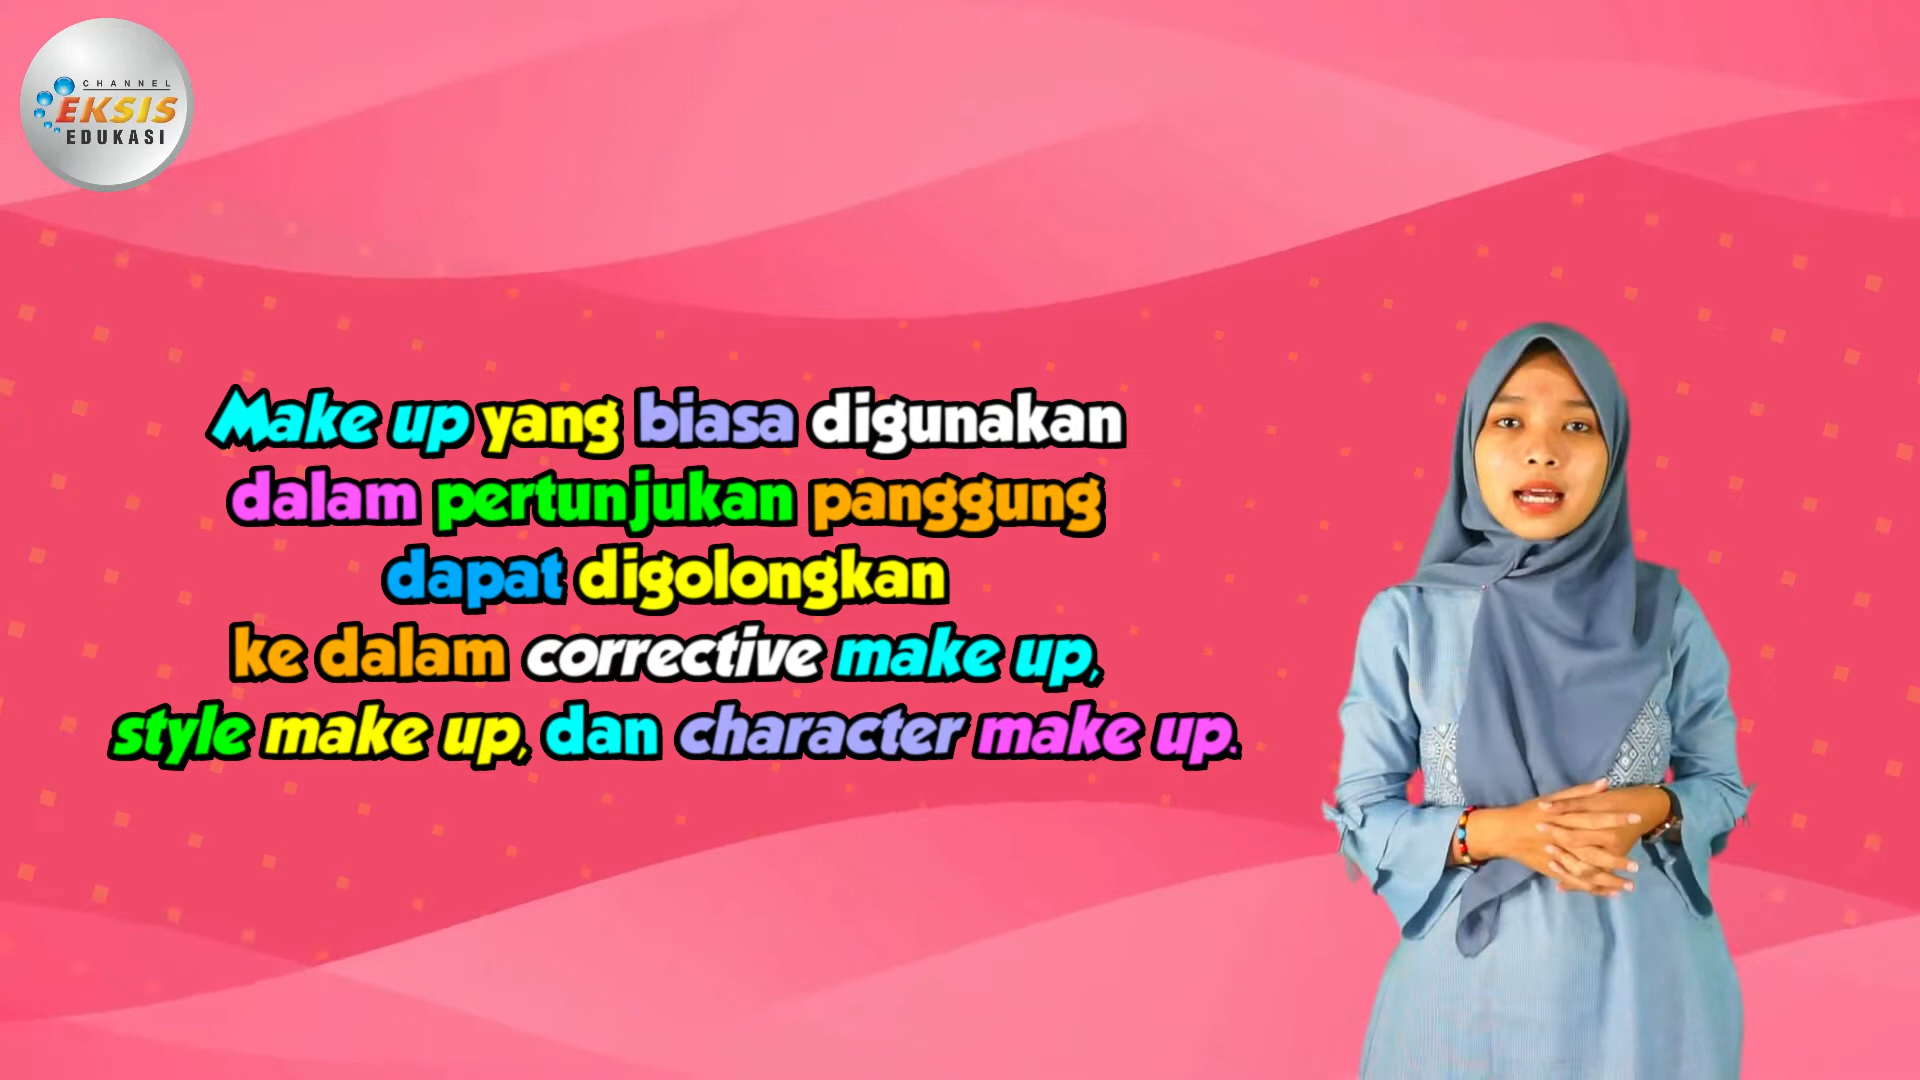 CHANNEL
EKSIS
EDUKASI
Make up yang biasa digunakan
dalam pertunjukan panggung
dapat digolongkan
ke dalam corrective make up,
style make up, dan character make up.